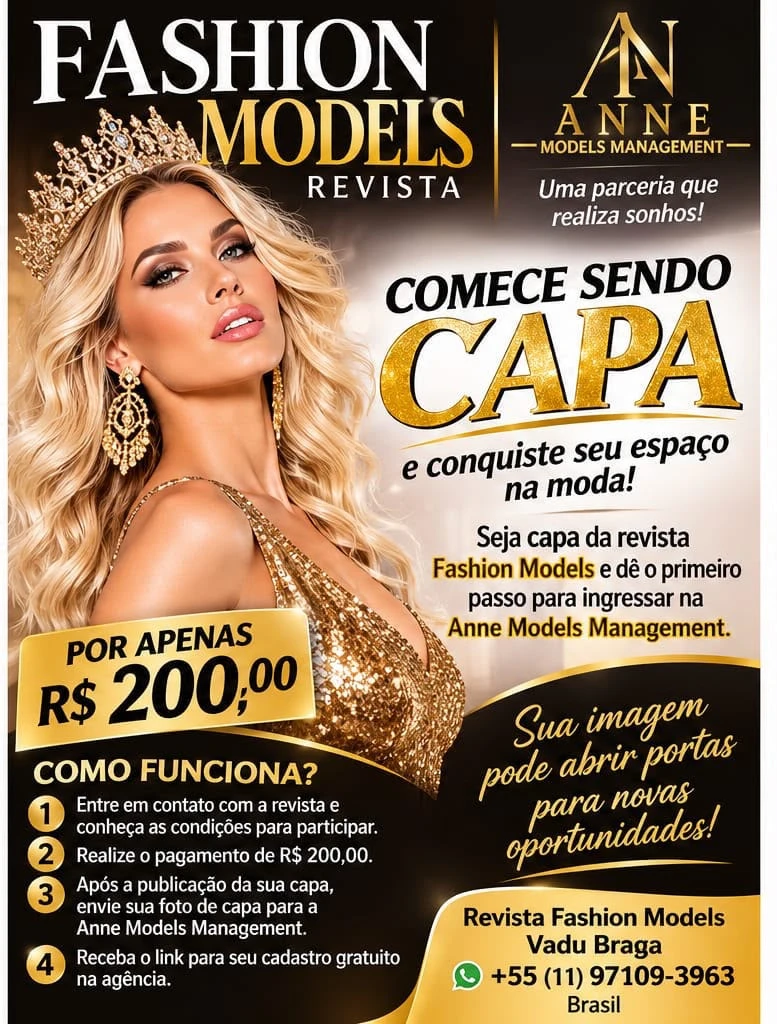 FASHION
MODELS
REVISTA
AN
ANNE
MODELS MANAGEMENT
Uma parceria que
realiza sonhos!
COMECE SENDO
CAPA
e conquiste seu espaço
na moda!
Seja capa da revista
Fashion Models e dê o primeiro
passo para ingressar na
Anne Models Management.
POR APENAS
R$ 200,00
COMO FUNCIONA?
1 Entre em contato com a revista e
conheça as condições para participar.
2 Realize o pagamento de R$ 200,00.
3 Após a publicação da sua capa,
envie sua foto de capa para a
Anne Models Management.
4 Receba o link para seu cadastro gratuito
na agência.
Sua imagem
pode abrir portas
para novas
oportunidades!
Revista Fashion Models
Vadu Braga
+55 (11) 97109-3963
Brasil